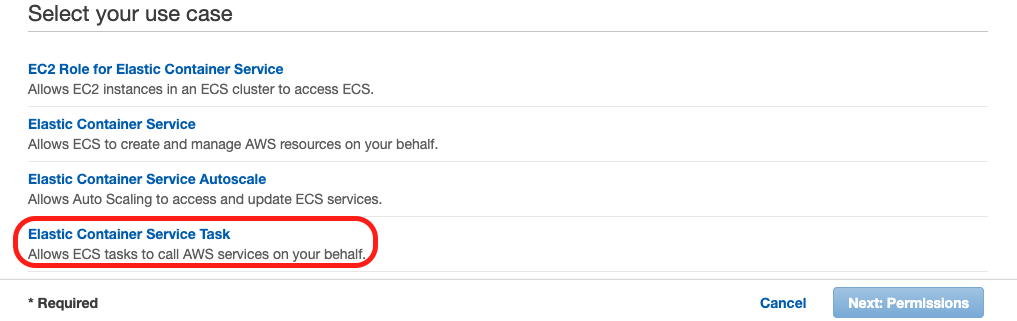 Select your use case
EC2 Role for Elastic Container Service
Allows EC2 instances in an ECS cluster to access ECS.
Elastic Container Service
Allows ECS to create and manage AWS resources on your behalf.
Elastic Container Service Autoscale
Allows Auto Scaling to access and update ECS services.
Elastic Container Service Task
Allows ECS tasks to call AWS services on your behalf.
* Required
Cancel
Next: Permissions